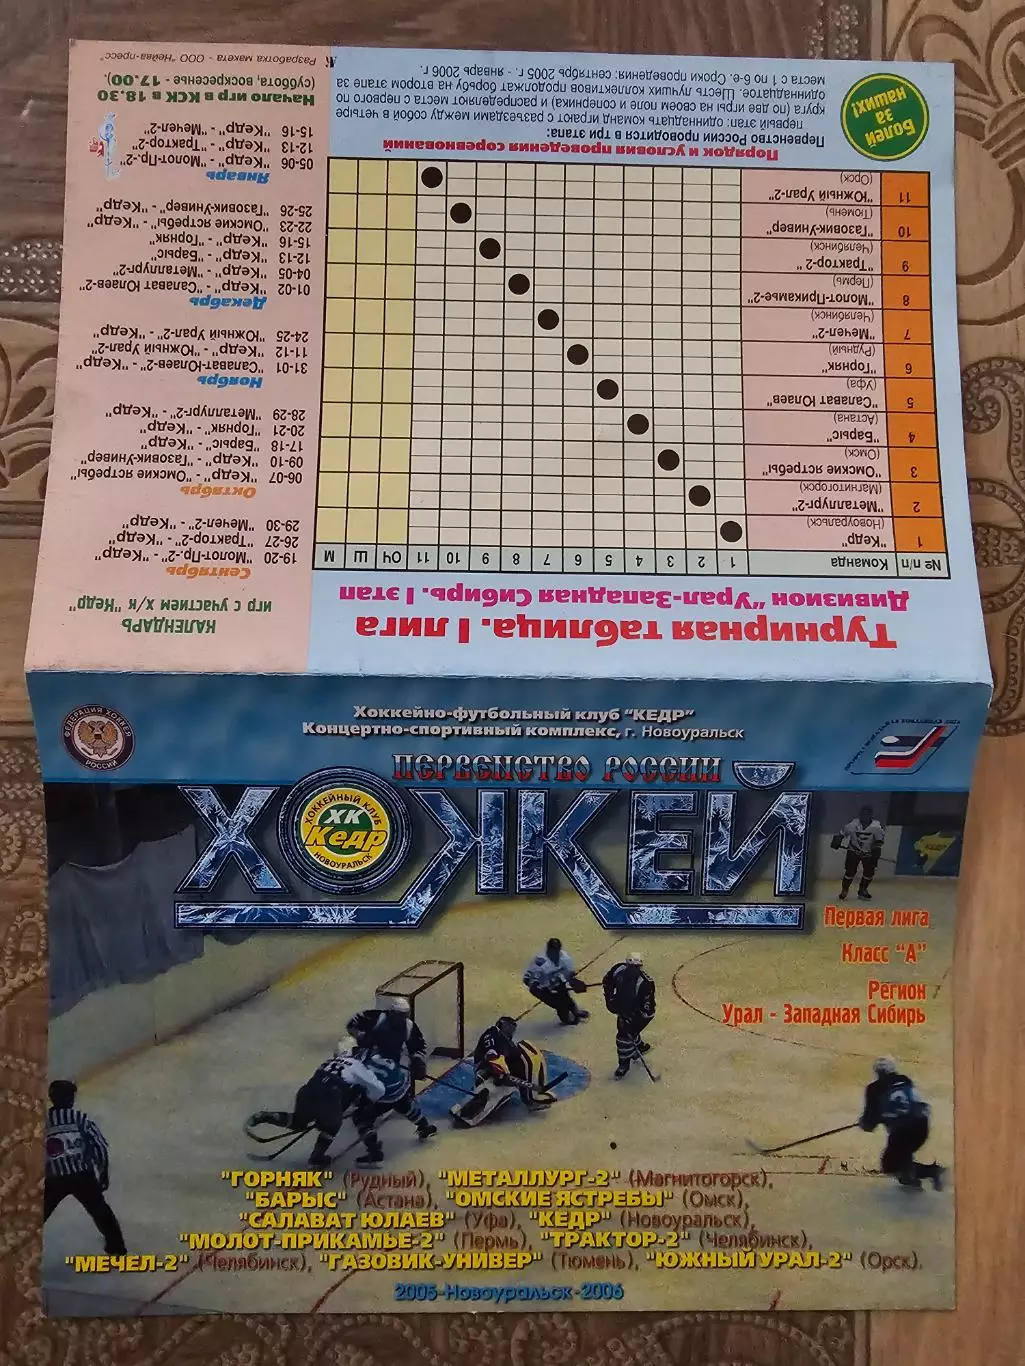 Хоккейно-футбольный клуб "КЕДР"
Концертно-спортивный комплекс, г. Новоуральск
ФЕДЕРАЦИЯ ХОККЕЯ
РОССИИ
ПЕРВЕНСТВО РОССИИ
ХОККЕЙ
ХОККЕЙНЫЙ КЛУБ
ХК
Кедр
НОВОУРАЛЬСК
Первая лига
Класс "А"
Регион
Урал - Западная Сибирь
"ГОРНЯК" (Рудный), "МЕТАЛЛУРГ-2" (Магнитогорск),
"БАРЫС" (Астана), "ОМСКИЕ ЯСТРЕБЫ" (Омск),
"САЛАВАТ ЮЛАЕВ" (Уфа), "КЕДР" (Новоуральск),
"МОЛОТ-ПРИКАМЬЕ-2" (Пермь), "ТРАКТОР-2" (Челябинск),
"МЕЧЕЛ-2" (Челябинск), "ГАЗОВИК-УНИВЕР" (Тюмень), "ЮЖНЫЙ УРАЛ-2" (Орск).
2005-Новоуральск-2006
Турнирная таблица. I лига
Дивизион "Урал-Западная Сибирь. I этап
№ п/п Команда 1 2 3 4 5 6 7 8 9 10 11 ОЧ Ш М
1 "Кедр"
(Новоуральск)
2 "Металлург-2"
(Магнитогорск)
3 "Омские ястребы"
(Омск)
4 "Барыс"
(Астана)
5 "Салават Юлаев"
(Уфа)
6 "Горняк"
(Рудный)
7 "Мечел-2"
(Челябинск)
8 "Молот-Прикамье-2"
(Пермь)
9 "Трактор-2"
(Челябинск)
10 "Газовик-Универ"
(Тюмень)
11 "Южный Урал-2"
(Орск)
Порядок и условия проведения соревнований
Первенство России проводится в три этапа:
первый этап: одиннадцать команд играют с разъездами между собой в четыре
круга (по две игры на своем поле и соперника) и распределяют места с первого по
одиннадцатое. Шесть лучших коллективов продолжат борьбу на втором этапе за
места с 1 по 6-е. Сроки проведения: сентябрь 2005 г. - январь 2006 г.
Болей
за
наших!
КАЛЕНДАРЬ
игр с участием х/к "Кедр"
Сентябрь
19-20 "Молот-Пр.-2" - "Кедр"
26-27 "Трактор-2" - "Кедр"
29-30 "Мечел-2" - "Кедр"
Октябрь
06-07 "Кедр" - "Омские ястребы"
09-10 "Кедр" - "Газовик-Универ"
17-18 "Барыс" - "Кедр"
20-21 "Горняк" - "Кедр"
28-29 "Металлург-2" - "Кедр"
Ноябрь
31-01 "Салават Юлаев-2" - "Кедр"
11-12 "Кедр" - "Южный Урал-2"
24-25 "Южный Урал-2" - "Кедр"
Декабрь
01-02 "Кедр" - "Салават Юлаев-2"
04-05 "Кедр" - "Металлург-2"
12-13 "Кедр" - "Барыс"
15-16 "Кедр" - "Горняк"
22-23 "Омские ястребы" - "Кедр"
25-26 "Газовик-Универ" - "Кедр"
Январь
05-06 "Кедр" - "Молот-Пр.-2"
12-13 "Кедр" - "Трактор-2"
15-16 "Кедр" - "Мечел-2"
Начало игр в КСК в 18.30
(суббота, воскресенье - 17.00).
Разработка макета - ООО "Нейва-пресс"